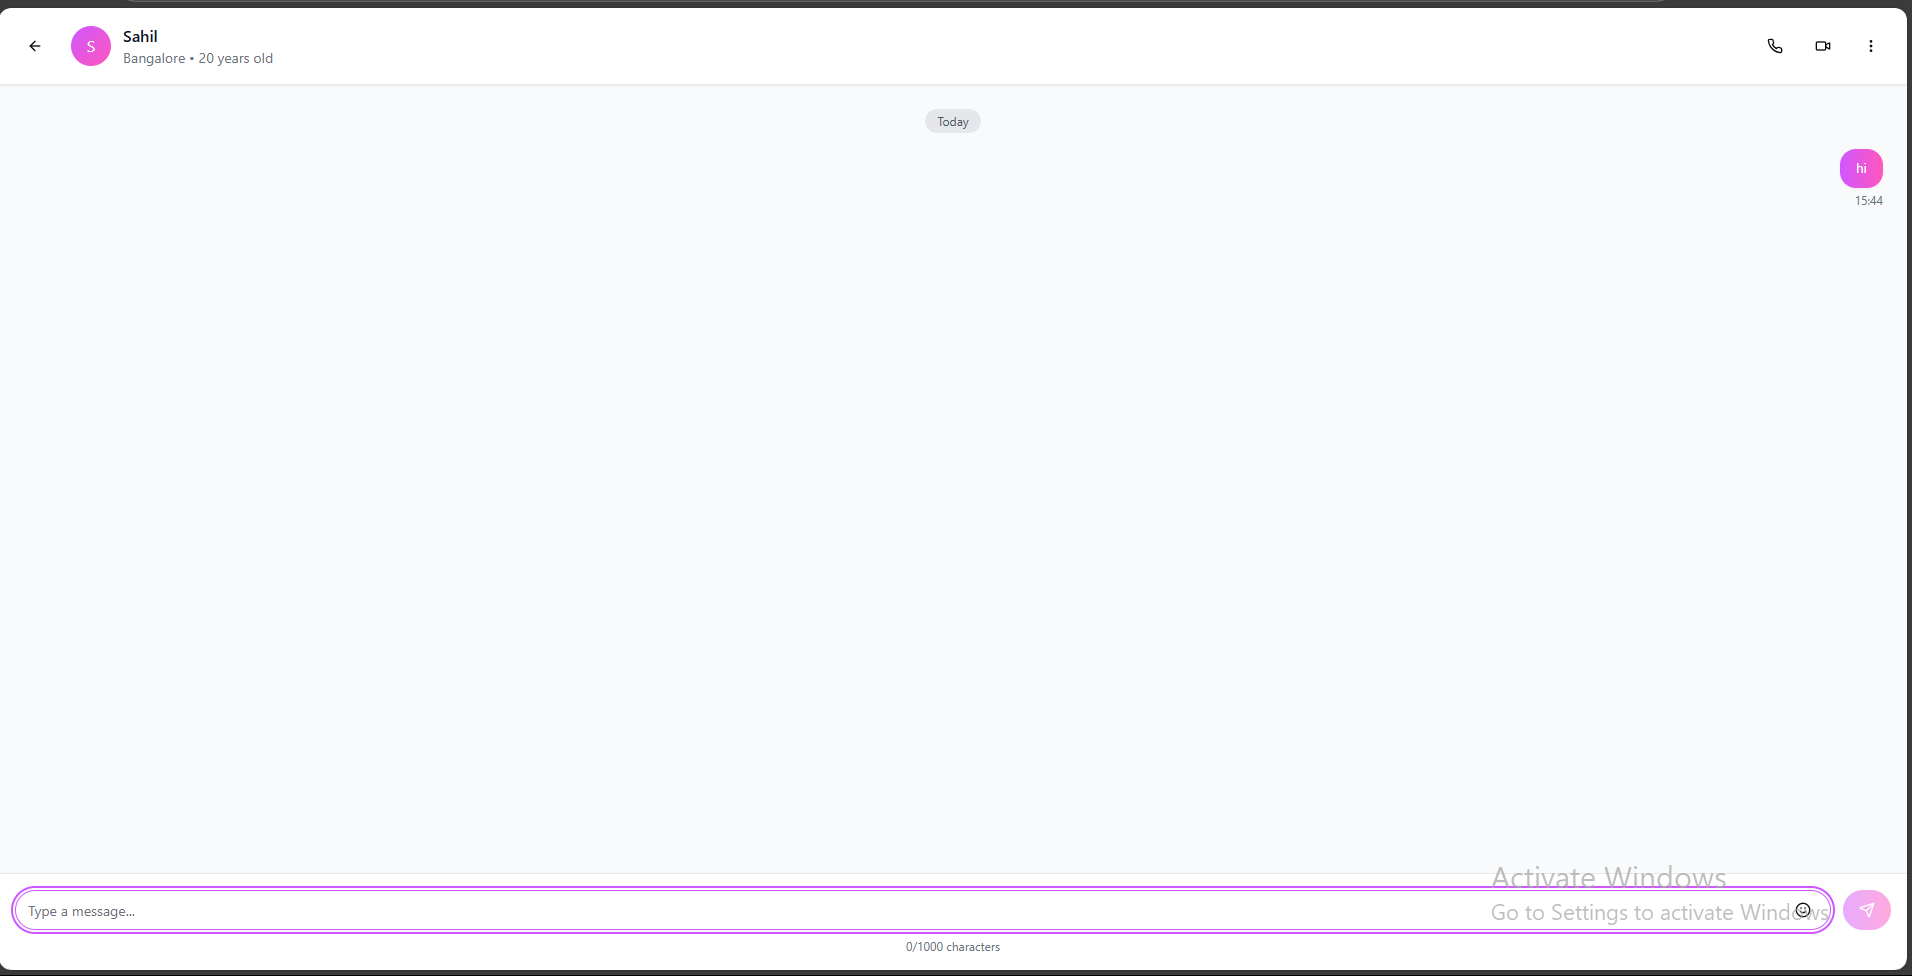 S
Sahil
Bangalore • 20 years old
Today
hi
15:44
Activate Windows
Type a message...
Go to Settings to activate Windows
0/1000 characters